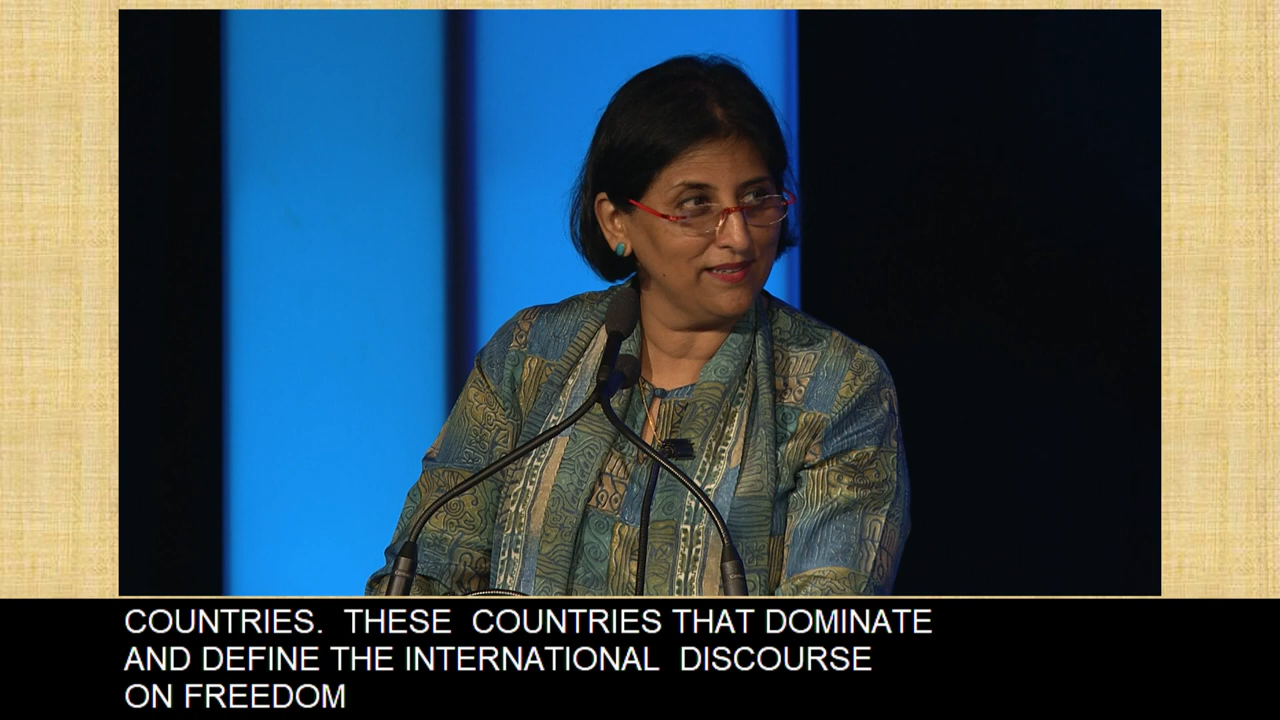 COUNTRIES. THESE COUNTRIES THAT DOMINATE
AND DEFINE THE INTERNATIONAL DISCOURSE
ON FREEDOM